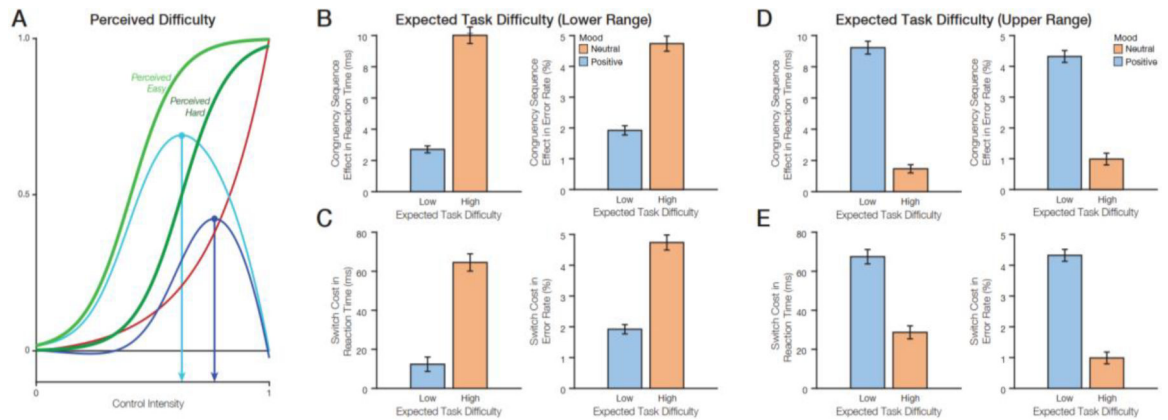 A
Perceived Difficulty
1.0
0.5
0
Perceived
Easy
Perceived
Hard
0
1
Control Intensity
B
Expected Task Difficulty (Lower Range)
Congruency Sequence
Effect in Reaction Time (ms)
10
8
6
4
2
0
Low
High
Expected Task Difficulty
Congruency Sequence
Effect in Error Rate (%)
5
4
3
2
1
0
Mood
Neutral
Positive
Low
High
Expected Task Difficulty
C
Switch Cost in
Reaction Time (ms)
80
60
40
20
0
Low
High
Expected Task Difficulty
Switch Cost in
Error Rate (%)
5
4
3
2
1
0
Low
High
Expected Task Difficulty
D
Expected Task Difficulty (Upper Range)
Congruency Sequence
Effect in Reaction Time (ms)
10
8
6
4
2
0
Low
High
Expected Task Difficulty
Congruency Sequence
Effect in Error Rate (%)
5
4
3
2
1
0
Mood
Neutral
Positive
Low
High
Expected Task Difficulty
E
Switch Cost in
Reaction Time (ms)
80
60
40
20
0
Low
High
Expected Task Difficulty
Switch Cost in
Error Rate (%)
5
4
3
2
1
0
Low
High
Expected Task Difficulty